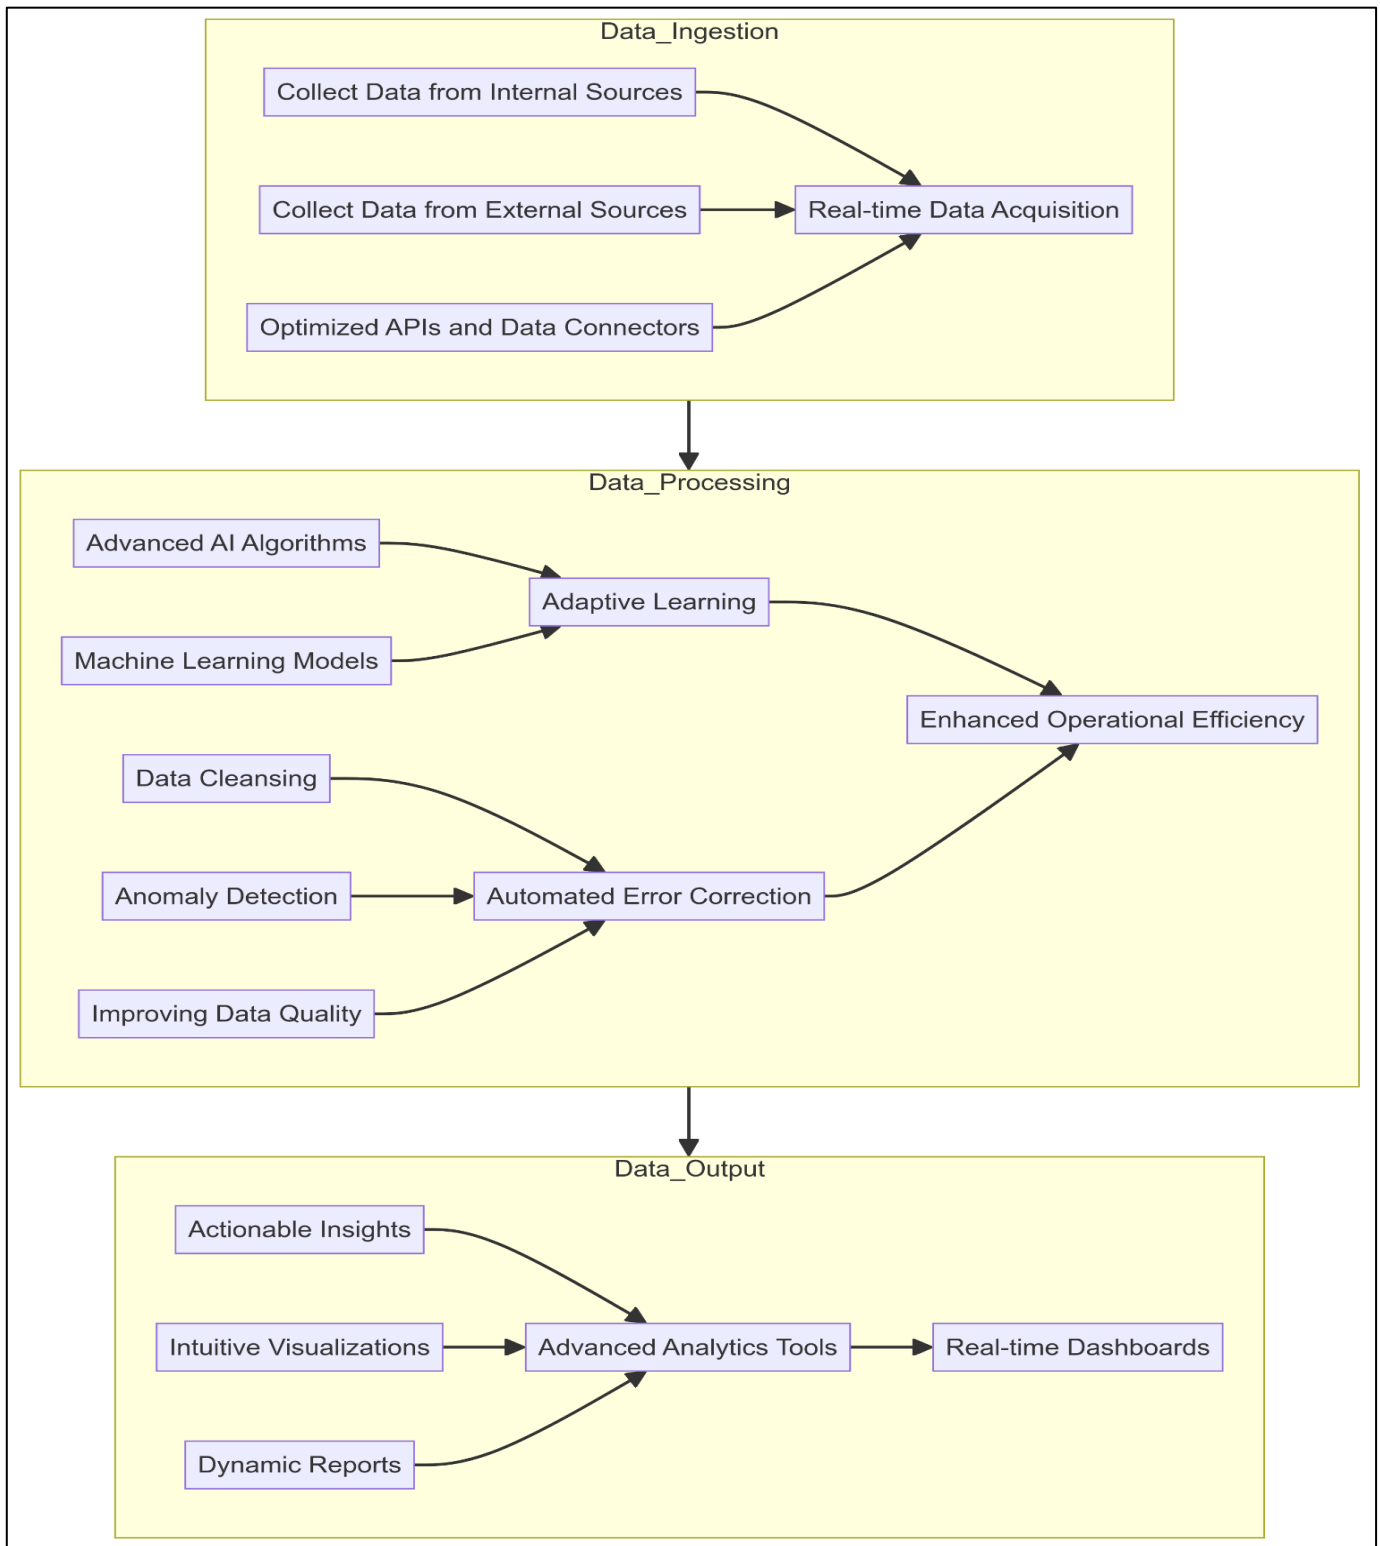 Data_Ingestion
Collect Data from Internal Sources
Collect Data from External Sources
Real-time Data Acquisition
Optimized APIs and Data Connectors
Data_Processing
Advanced AI Algorithms
Adaptive Learning
Machine Learning Models
Enhanced Operational Efficiency
Data Cleansing
Anomaly Detection
Automated Error Correction
Improving Data Quality
Data_Output
Actionable Insights
Intuitive Visualizations
Advanced Analytics Tools
Real-time Dashboards
Dynamic Reports